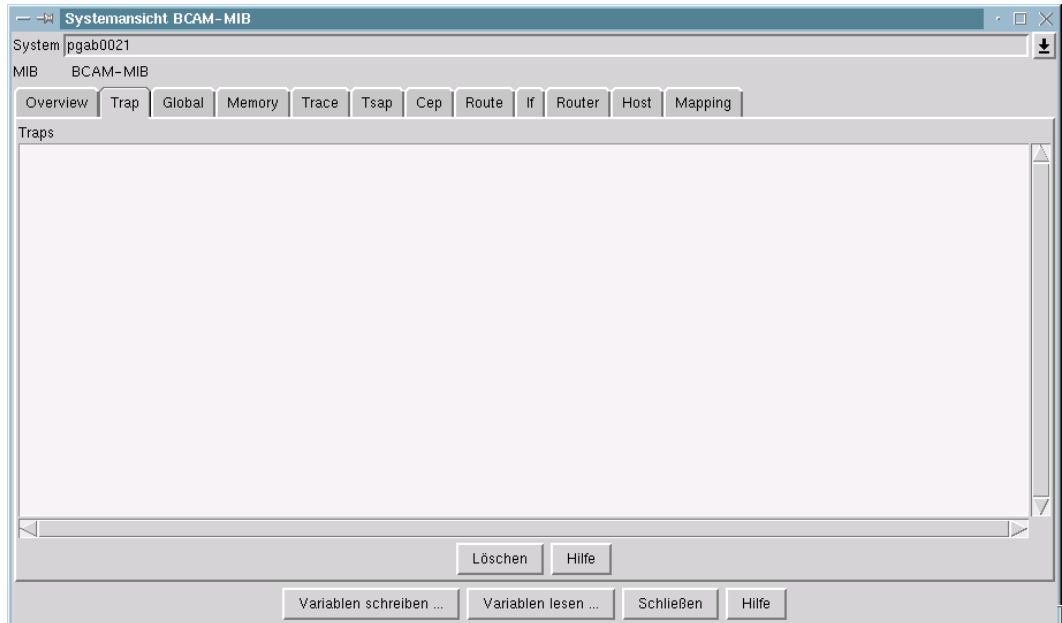 Systemansicht BCAM-MIB
System pgab0021
MIB BCAM-MIB
Overview Trap Global Memory Trace Tsap Cep Route If Router Host Mapping
Traps
Löschen Hilfe
Variablen schreiben ... Variablen lesen ... Schließen Hilfe